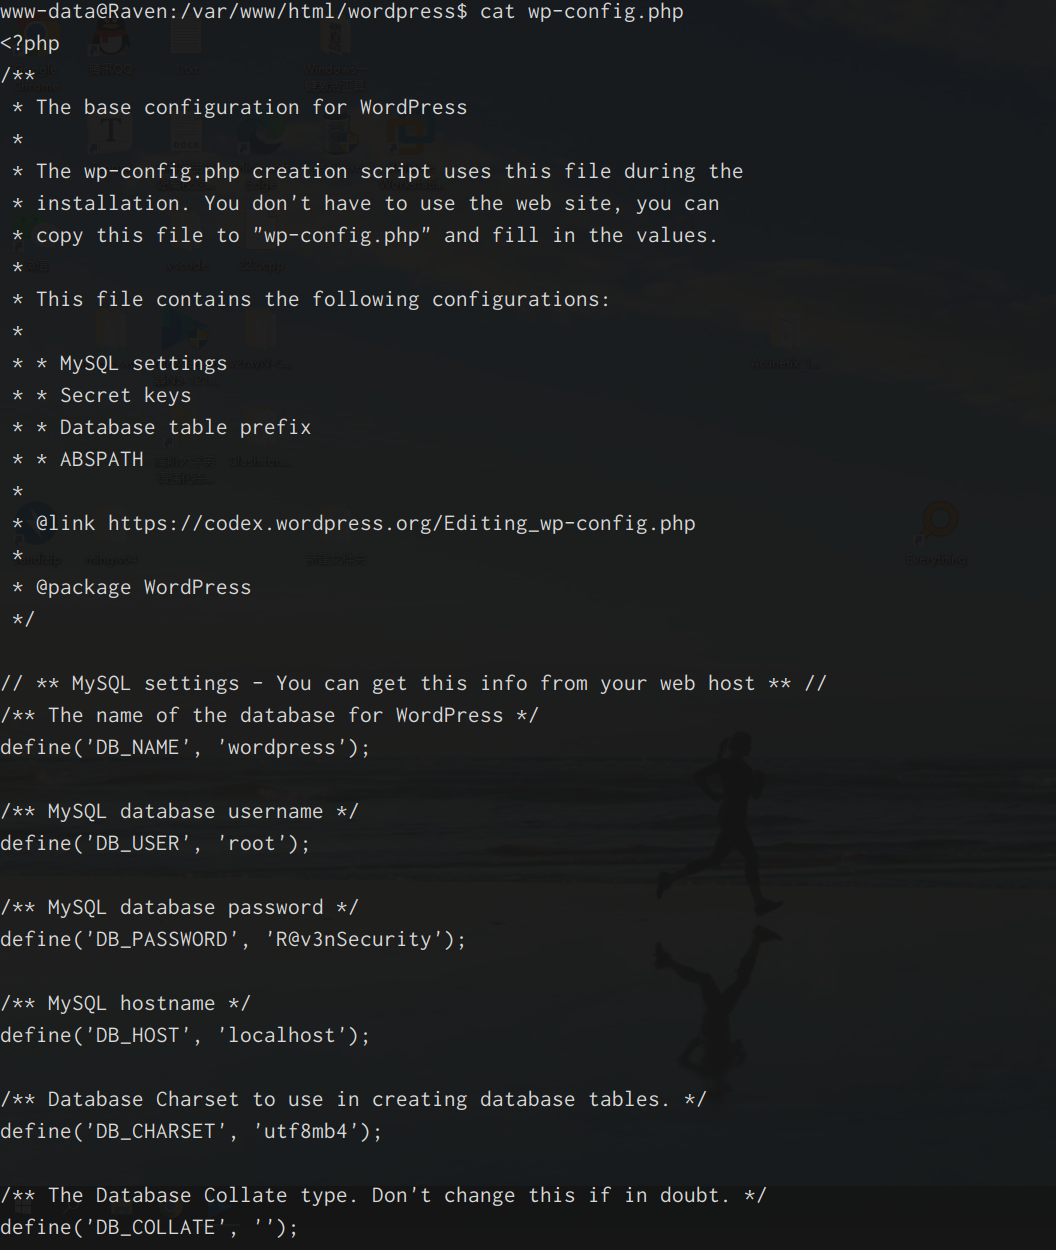 www-data@Raven:/var/www/html/wordpress$ cat wp-config.php
<?php
/**
 * The base configuration for WordPress
 *
 * The wp-config.php creation script uses this file during the
 * installation. You don't have to use the web site, you can
 * copy this file to "wp-config.php" and fill in the values.
 *
 * This file contains the following configurations:
 *
 * * MySQL settings
 * * Secret keys
 * * Database table prefix
 * * ABSPATH
 *
 * @link https://codex.wordpress.org/Editing_wp-config.php
 *
 * @package WordPress
 */

// ** MySQL settings - You can get this info from your web host ** //
/** The name of the database for WordPress */
define('DB_NAME', 'wordpress');

/** MySQL database username */
define('DB_USER', 'root');

/** MySQL database password */
define('DB_PASSWORD', 'R@v3nSecurity');

/** MySQL hostname */
define('DB_HOST', 'localhost');

/** Database Charset to use in creating database tables. */
define('DB_CHARSET', 'utf8mb4');

/** The Database Collate type. Don't change this if in doubt. */
define('DB_COLLATE', '');